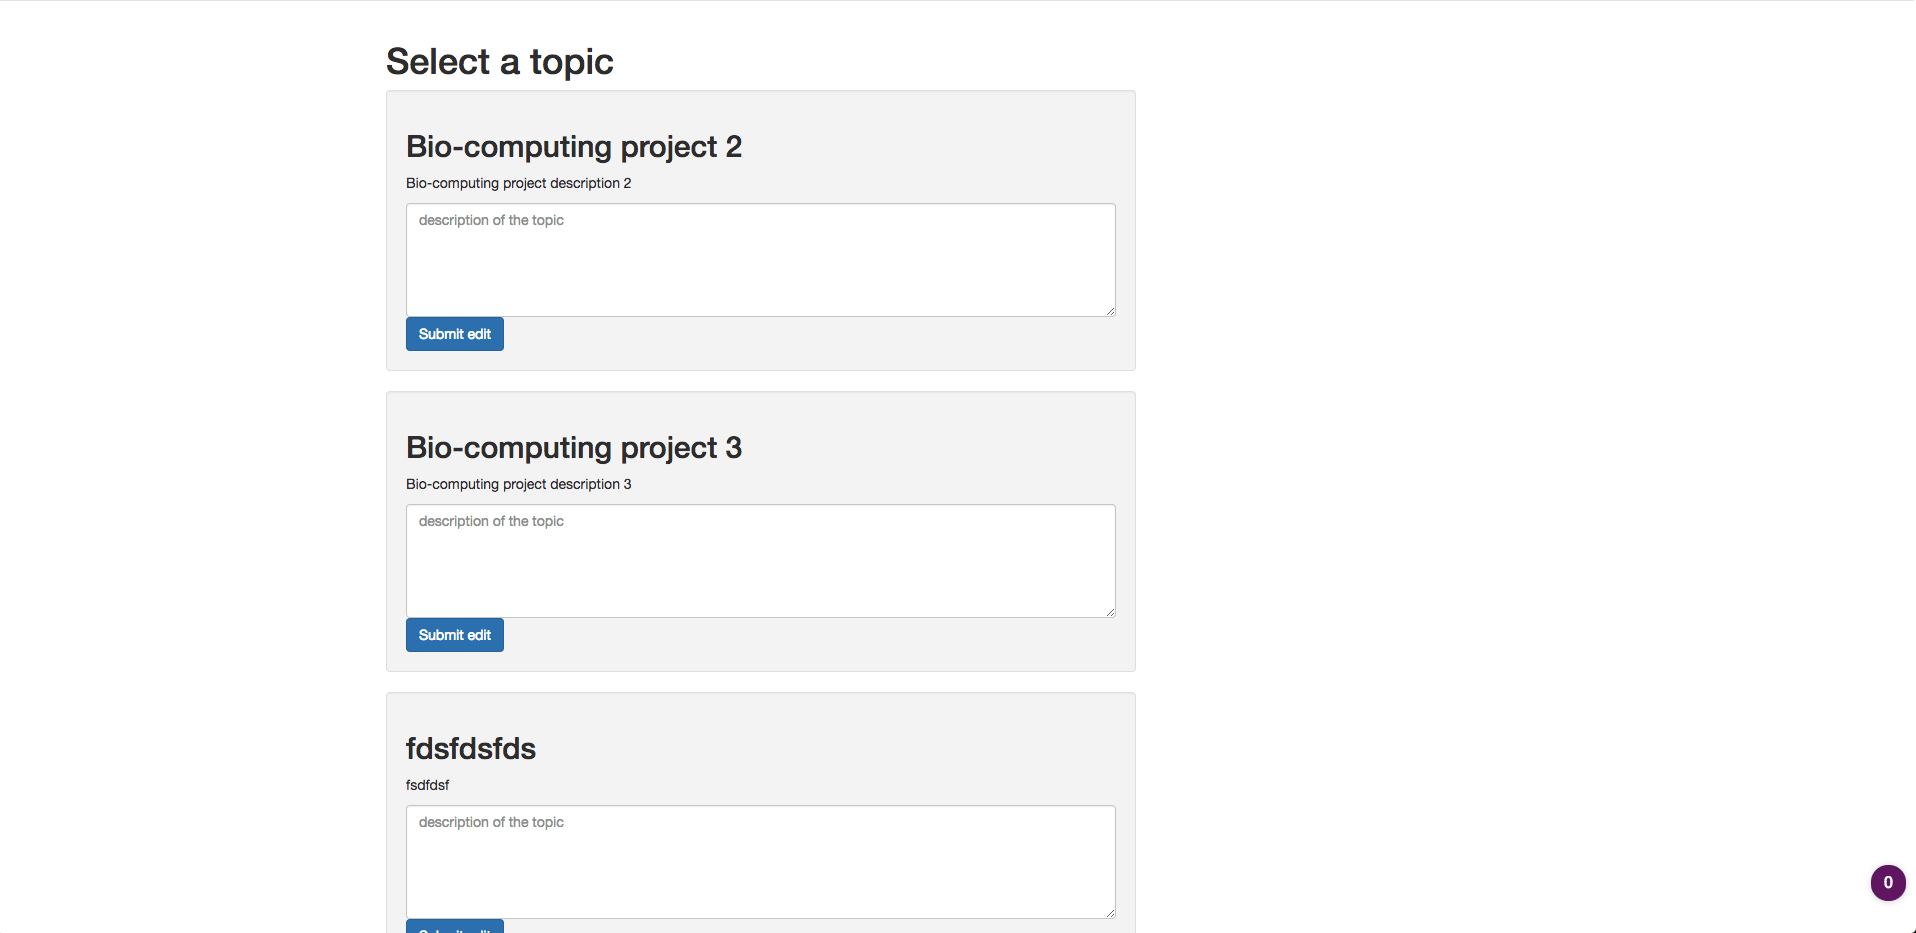 Select a topic
Bio-computing project 2
Bio-computing project description 2
description of the topic
Submit edit
Bio-computing project 3
Bio-computing project description 3
description of the topic
Submit edit
fdsfdsfds
fsdfdsf
description of the topic
0